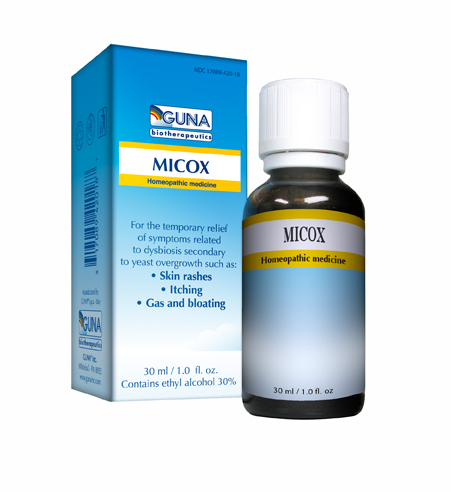 GUNA
biotherapeutics
MICOX
Homeopathic medicine
For the temporary relief
of symptoms related
to dysbiosis secondary
to yeast overgrowth such as:
• Skin rashes
• Itching
• Gas and bloating
30 ml / 1.0 fl. oz.
Contains ethyl alcohol 30%
GUNA
biotherapeutics
GUNA® Inc.
MICOX
Homeopathic medicine
30 ml / 1.0 fl. oz.